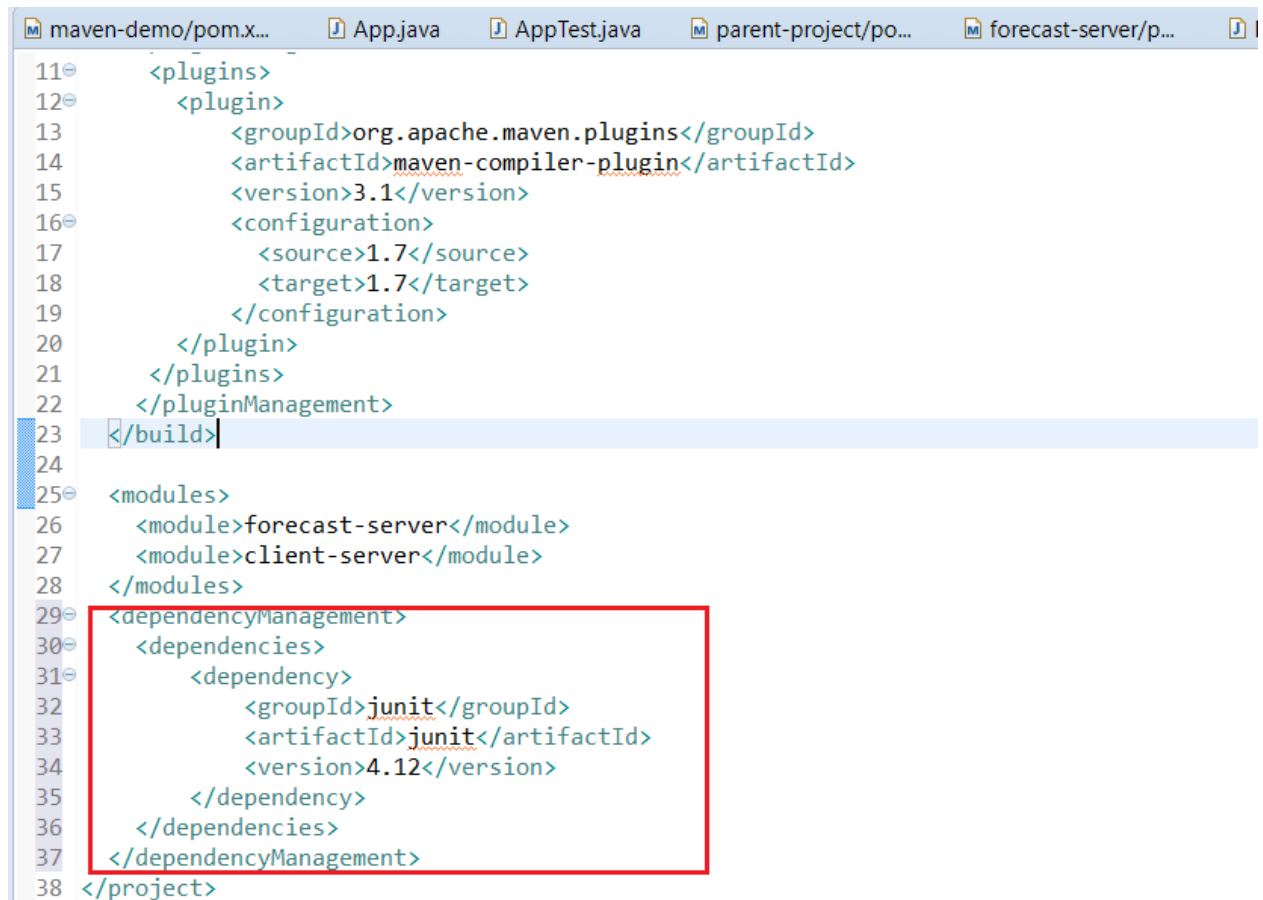 maven-demo/pom.x... App.java AppTest.java parent-project/po... forecast-server/p...
11 <plugins>
12 <plugin>
13 <groupId>org.apache.maven.plugins</groupId>
14 <artifactId>maven-compiler-plugin</artifactId>
15 <version>3.1</version>
16 <configuration>
17 <source>1.7</source>
18 <target>1.7</target>
19 </configuration>
20 </plugin>
21 </plugins>
22 </pluginManagement>
23 </build>
24
25 <modules>
26 <module>forecast-server</module>
27 <module>client-server</module>
28 </modules>
29 <dependencyManagement>
30 <dependencies>
31 <dependency>
32 <groupId>junit</groupId>
33 <artifactId>junit</artifactId>
34 <version>4.12</version>
35 </dependency>
36 </dependencies>
37 </dependencyManagement>
38 </project>